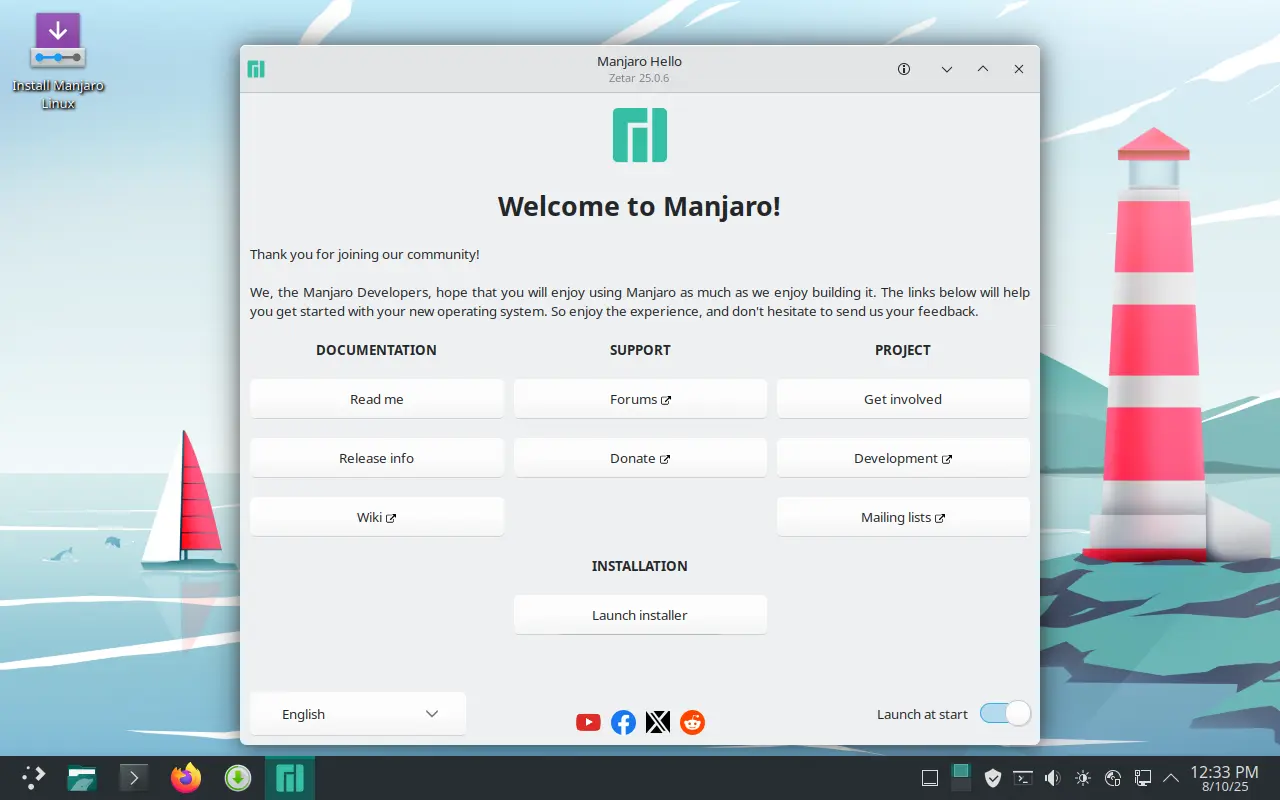 Install Manjaro
Linux
Manjaro Hello
Zetar 25.0.6
Welcome to Manjaro!
Thank you for joining our community!
We, the Manjaro Developers, hope that you will enjoy using Manjaro as much as we enjoy building it. The links below will help
you get started with your new operating system. So enjoy the experience, and don't hesitate to send us your feedback.
DOCUMENTATION
SUPPORT
PROJECT
Read me
Forums
Get involved
Release info
Donate
Development
Wiki
Mailing lists
INSTALLATION
Launch installer
English
Launch at start
12:33 PM
8/10/25